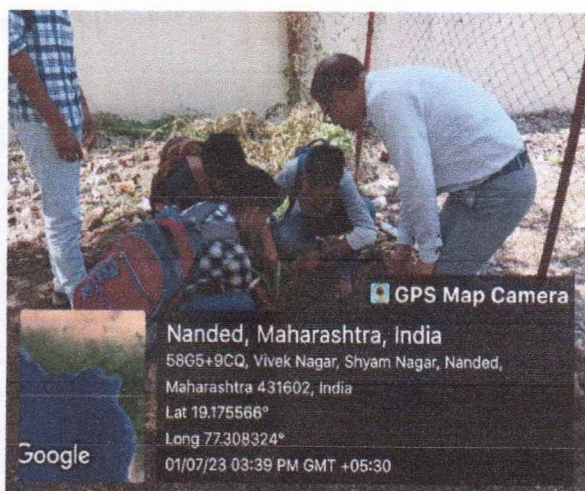 GPS Map Camera
Nanded, Maharashtra, India
58G5+9CQ, Vivek Nagar, Shyam Nagar, Nanded,
Maharashtra 431602, India
Lat 19.175566°
Long 77.308324°
01/07/23 03:39 PM GMT +05:30
Google